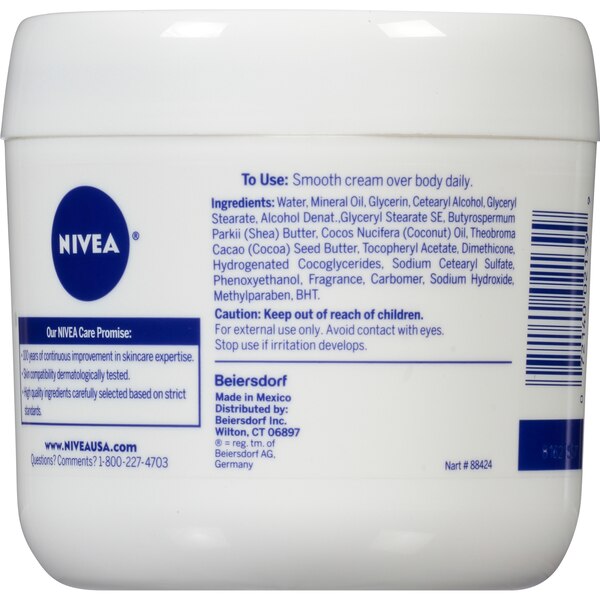 To Use: Smooth cream over body daily.
Ingredients: Water, Mineral Oil, Glycerin, Cetearyl Alcohol, Glyceryl
Stearate, Alcohol Denat.,Glyceryl Stearate SE, Butyrospermum
Parkii (Shea) Butter, Cocos Nucifera (Coconut) Oil, Theobroma
Cacao (Cocoa) Seed Butter, Tocopheryl Acetate, Dimethicone,
Hydrogenated Cocoglycerides, Sodium Cetearyl Sulfate,
Phenoxyethanol, Fragrance, Carbomer, Sodium Hydroxide,
Methylparaben, BHT.
Caution: Keep out of reach of children.
For external use only. Avoid contact with eyes.
Stop use if irritation develops.
Beiersdorf
Made in Mexico
Distributed by:
Beiersdorf Inc.
Wilton, CT 06897
® = reg. tm. of
Beiersdorf AG,
Germany
Nart # 88424
NIVEA®
Our NIVEA Care Promise:
•100 years of continuous improvement in skincare expertise.
•Skin compatibility dermatologically tested.
•High quality ingredients carefully selected based on strict
standards.
www.NIVEAUSA.com
Questions? Comments? 1-800-227-4703